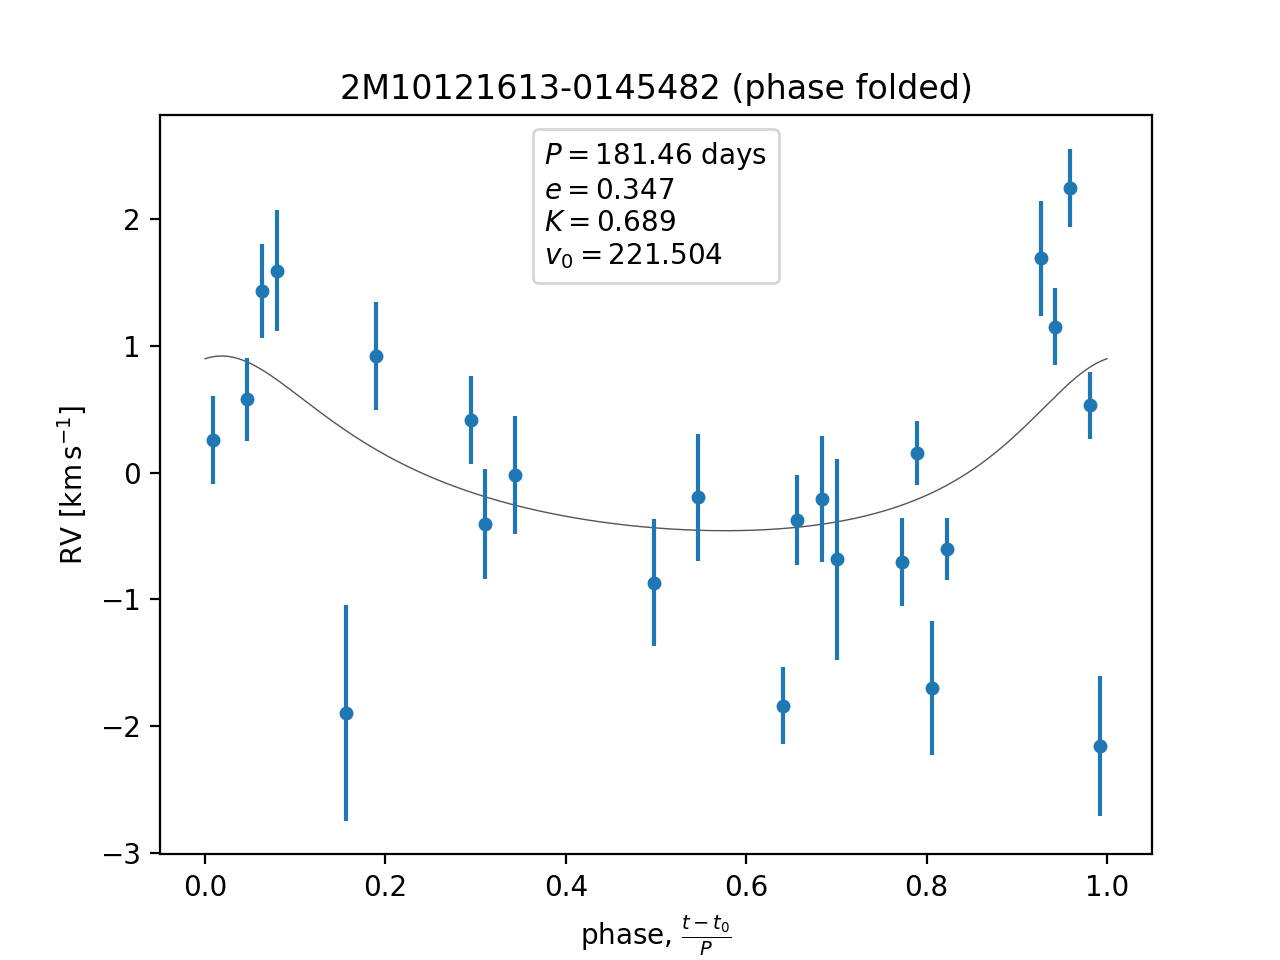 2M10121613-0145482 (phase folded)
P = 181.46 days
e = 0.347
K = 0.689
v₀ = 221.504
RV [km s⁻¹]
2
1
0
−1
−2
−3
0.0 0.2 0.4 0.6 0.8 1.0
phase, (t − t₀)/P